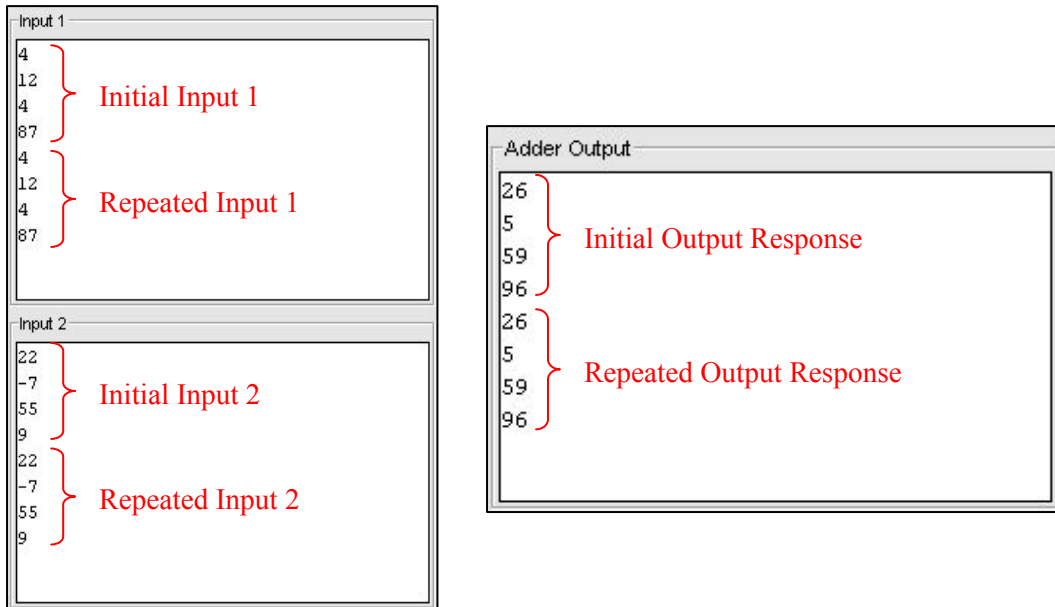 Input 1
4
12
4
87
Initial Input 1
4
12
4
87
Repeated Input 1
Input 2
22
-7
55
9
Initial Input 2
22
-7
55
9
Repeated Input 2
Adder Output
26
5
59
96
Initial Output Response
26
5
59
96
Repeated Output Response